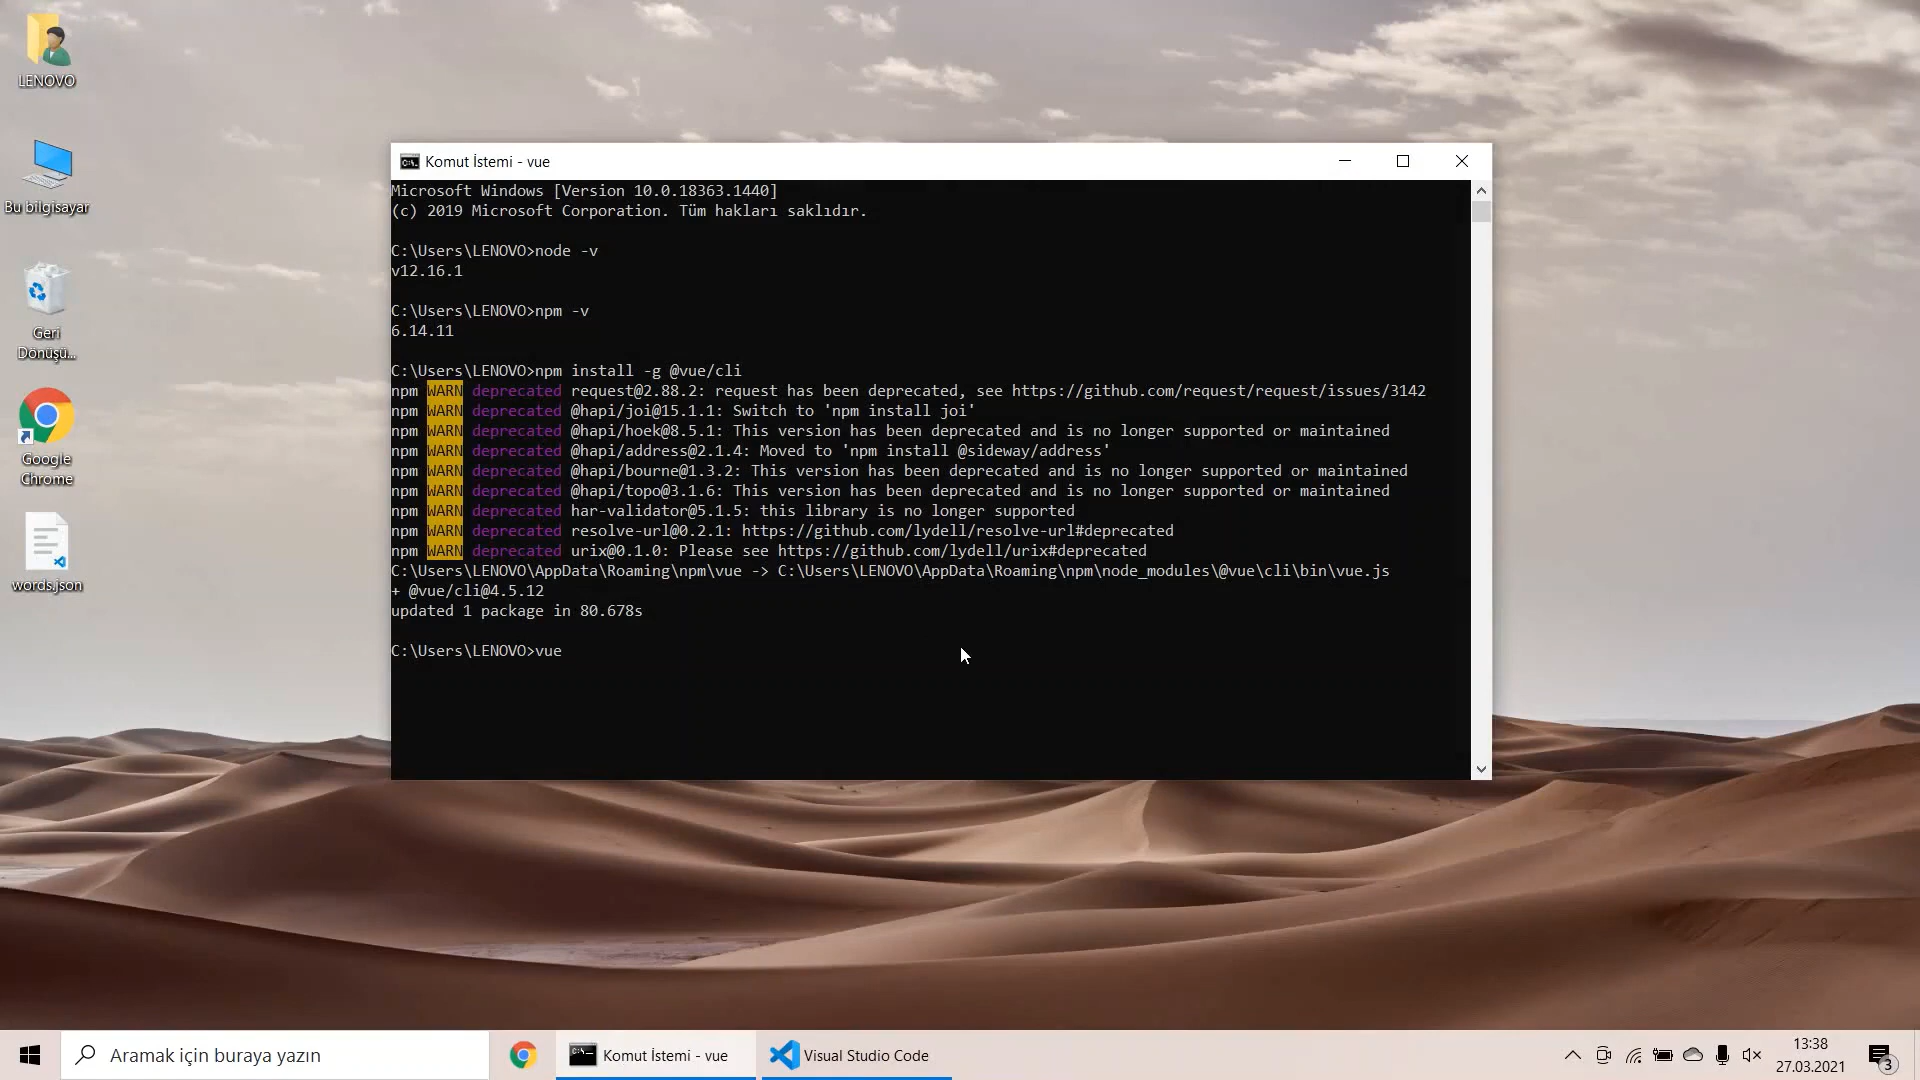 LENOVO
Bu bilgisayar
Geri
Dönüşü...
Google
Chrome
words.json
Komut İstemi - vue
Microsoft Windows [Version 10.0.18363.1440]
(c) 2019 Microsoft Corporation. Tüm hakları saklıdır.
C:\Users\LENOVO>node -v
v12.16.1
C:\Users\LENOVO>npm -v
6.14.11
C:\Users\LENOVO>npm install -g @vue/cli
npm WARN deprecated request@2.88.2: request has been deprecated, see https://github.com/request/request/issues/3142
npm WARN deprecated @hapi/joi@15.1.1: Switch to 'npm install joi'
npm WARN deprecated @hapi/hoek@8.5.1: This version has been deprecated and is no longer supported or maintained
npm WARN deprecated @hapi/address@2.1.4: Moved to 'npm install @sideway/address'
npm WARN deprecated @hapi/bourne@1.3.2: This version has been deprecated and is no longer supported or maintained
npm WARN deprecated @hapi/topo@3.1.6: This version has been deprecated and is no longer supported or maintained
npm WARN deprecated har-validator@5.1.5: this library is no longer supported
npm WARN deprecated resolve-url@0.2.1: https://github.com/lydell/resolve-url#deprecated
npm WARN deprecated urix@0.1.0: Please see https://github.com/lydell/urix#deprecated
C:\Users\LENOVO\AppData\Roaming\npm\vue -> C:\Users\LENOVO\AppData\Roaming\npm\node_modules\@vue\cli\bin\vue.js
+ @vue/cli@4.5.12
updated 1 package in 80.678s
C:\Users\LENOVO>vue
Aramak için buraya yazın
Komut İstemi - vue
Visual Studio Code
13:38
27.03.2021
3